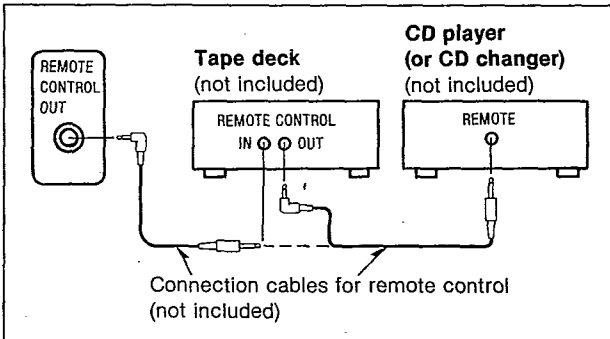 REMOTE
CONTROL
OUT
Tape deck
(not included)
REMOTE CONTROL
IN
OUT
CD player
(or CD changer)
(not included)
REMOTE
Connection cables for remote control
(not included)